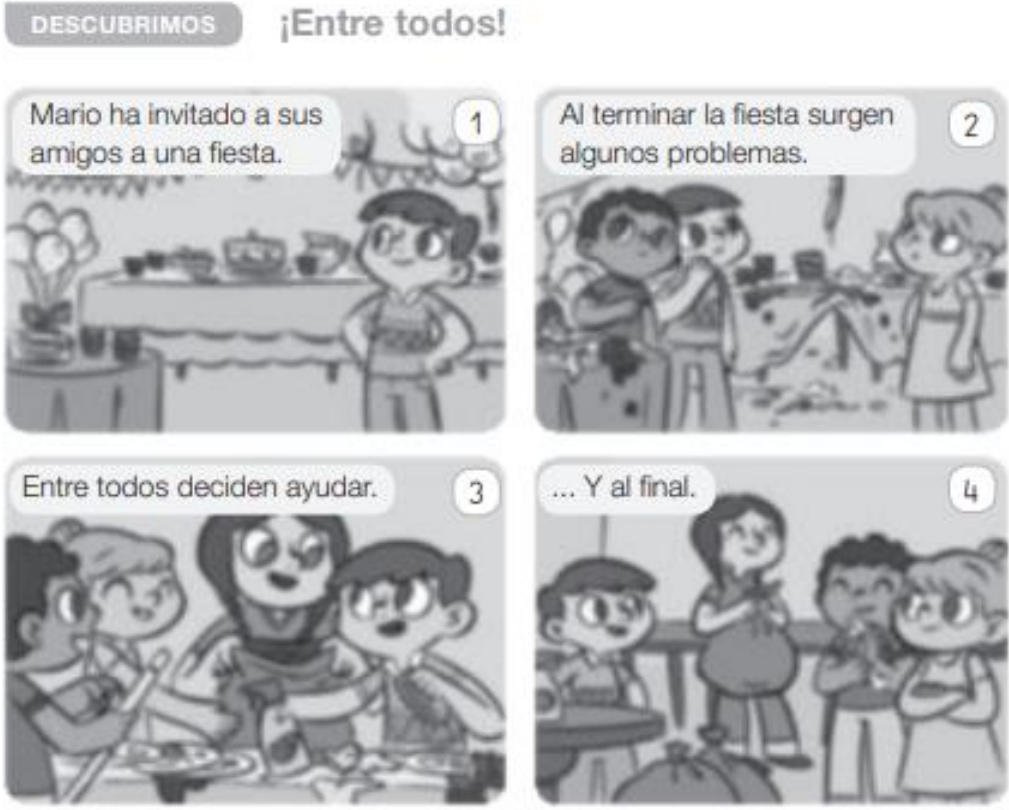 DESCUBRIMOS ¡Entre todos!
Mario ha invitado a sus
amigos a una fiesta.
1
Al terminar la fiesta surgen
algunos problemas.
2
Entre todos deciden ayudar.
3
... Y al final.
4